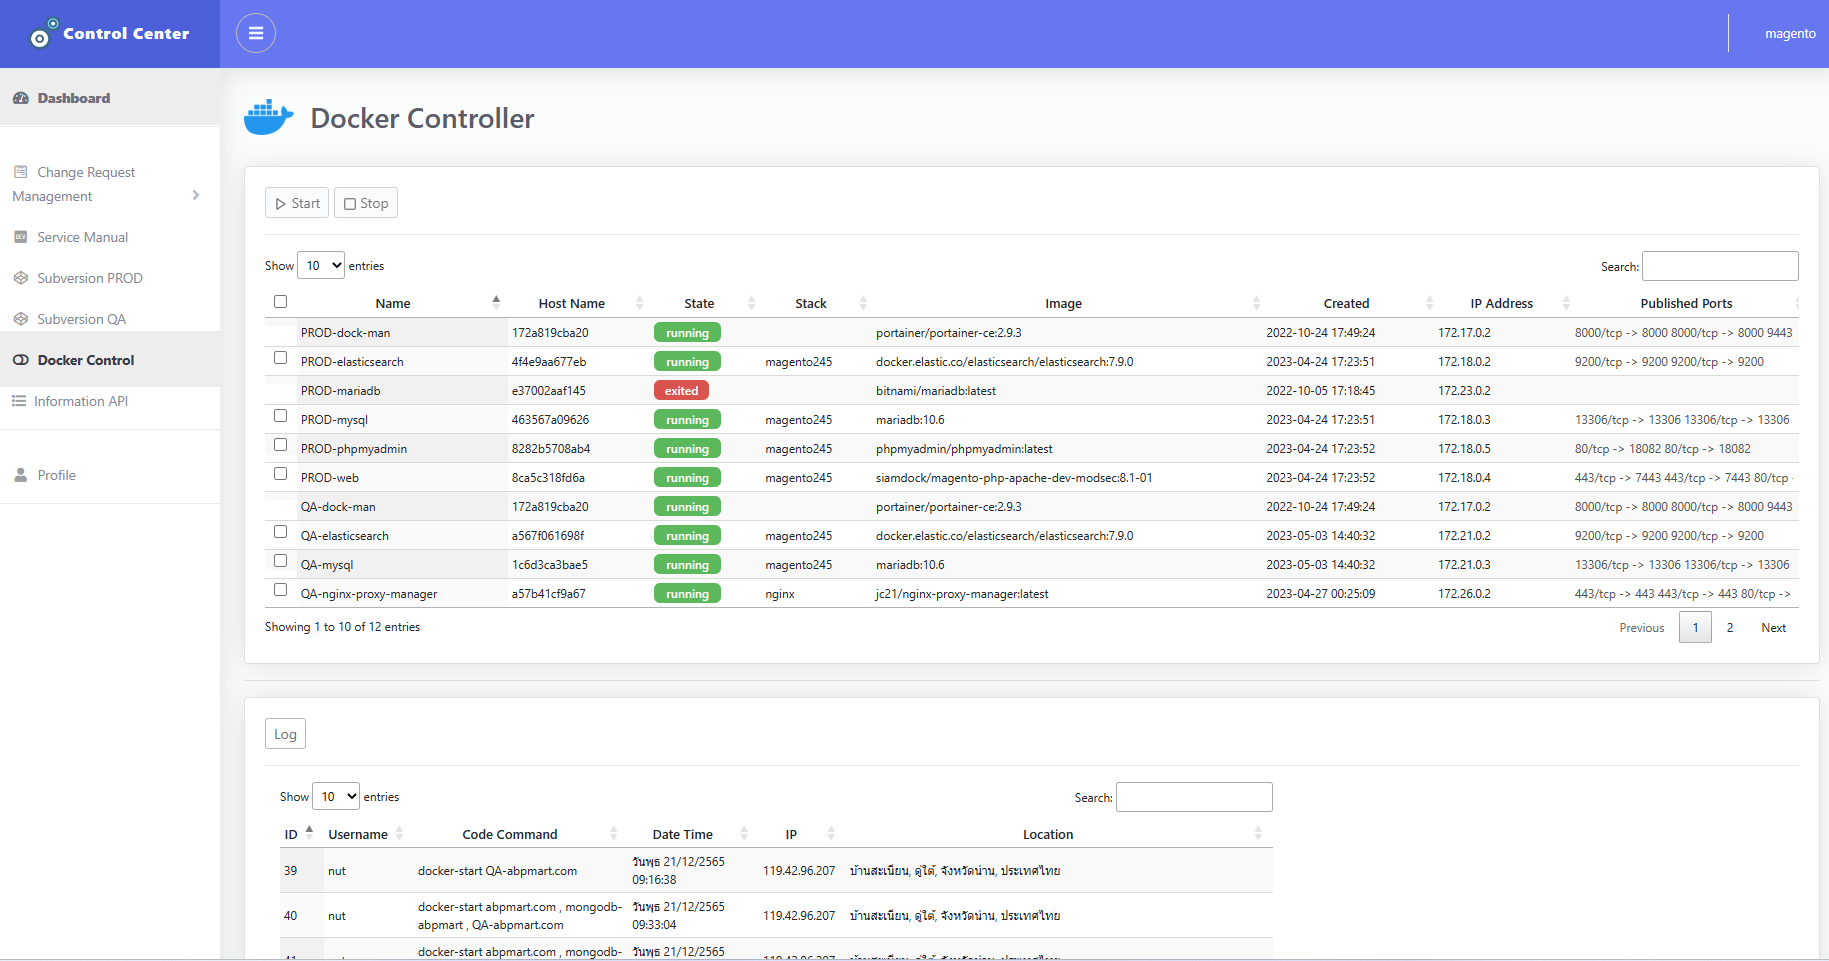 Control Center
magento
Dashboard
Change Request Management
Service Manual
Subversion PROD
Subversion QA
Docker Control
Information API
Profile
Docker Controller
Start Stop
Show 10 entries Search:
Name Host Name State Stack Image Created IP Address Published Ports
PROD-dock-man 172a819cba20 running portainer/portainer-ce:2.9.3 2022-10-24 17:49:24 172.17.0.2 8000/tcp -> 8000 8000/tcp -> 8000 9443
PROD-elasticsearch 4f4e9aa677eb running magento245 docker.elastic.co/elasticsearch/elasticsearch:7.9.0 2023-04-24 17:23:51 172.18.0.2 9200/tcp -> 9200 9200/tcp -> 9200
PROD-mariadb e37002aaf145 exited bitnami/mariadb:latest 2022-10-05 17:18:45 172.23.0.2
PROD-mysql 463567a09626 running magento245 mariadb:10.6 2023-04-24 17:23:51 172.18.0.3 13306/tcp -> 13306 13306/tcp -> 13306
PROD-phpmyadmin 8282b5708ab4 running magento245 phpmyadmin/phpmyadmin:latest 2023-04-24 17:23:52 172.18.0.5 80/tcp -> 18082 80/tcp -> 18082
PROD-web 8ca5c318fd6a running magento245 siamdock/magento-php-apache-dev-modsec:8.1-01 2023-04-24 17:23:52 172.18.0.4 443/tcp -> 7443 443/tcp -> 7443 80/tcp -
QA-dock-man 172a819cba20 running portainer/portainer-ce:2.9.3 2022-10-24 17:49:24 172.17.0.2 8000/tcp -> 8000 8000/tcp -> 8000 9443
QA-elasticsearch a567f061698f running magento245 docker.elastic.co/elasticsearch/elasticsearch:7.9.0 2023-05-03 14:40:32 172.21.0.2 9200/tcp -> 9200 9200/tcp -> 9200
QA-mysql 1c6d3ca3bae5 running magento245 mariadb:10.6 2023-05-03 14:40:32 172.21.0.3 13306/tcp -> 13306 13306/tcp -> 13306
QA-nginx-proxy-manager a57b41cf9a67 running nginx jc21/nginx-proxy-manager:latest 2023-04-27 00:25:09 172.26.0.2 443/tcp -> 443 443/tcp -> 443 80/tcp ->
Showing 1 to 10 of 12 entries Previous 1 2 Next
Log
Show 10 entries Search:
ID Username Code Command Date Time IP Location
39 nut docker-start QA-abpmart.com วันพุธ 21/12/2565 09:16:38 119.42.96.207 บ้านสะเนียน, ดู่ใต้, จังหวัดน่าน, ประเทศไทย
40 nut docker-start abpmart.com , mongodb-abpmart , QA-abpmart.com วันพุธ 21/12/2565 09:33:04 119.42.96.207 บ้านสะเนียน, ดู่ใต้, จังหวัดน่าน, ประเทศไทย
docker-start abpmart.com , mongodb- วันพุธ 21/12/2565